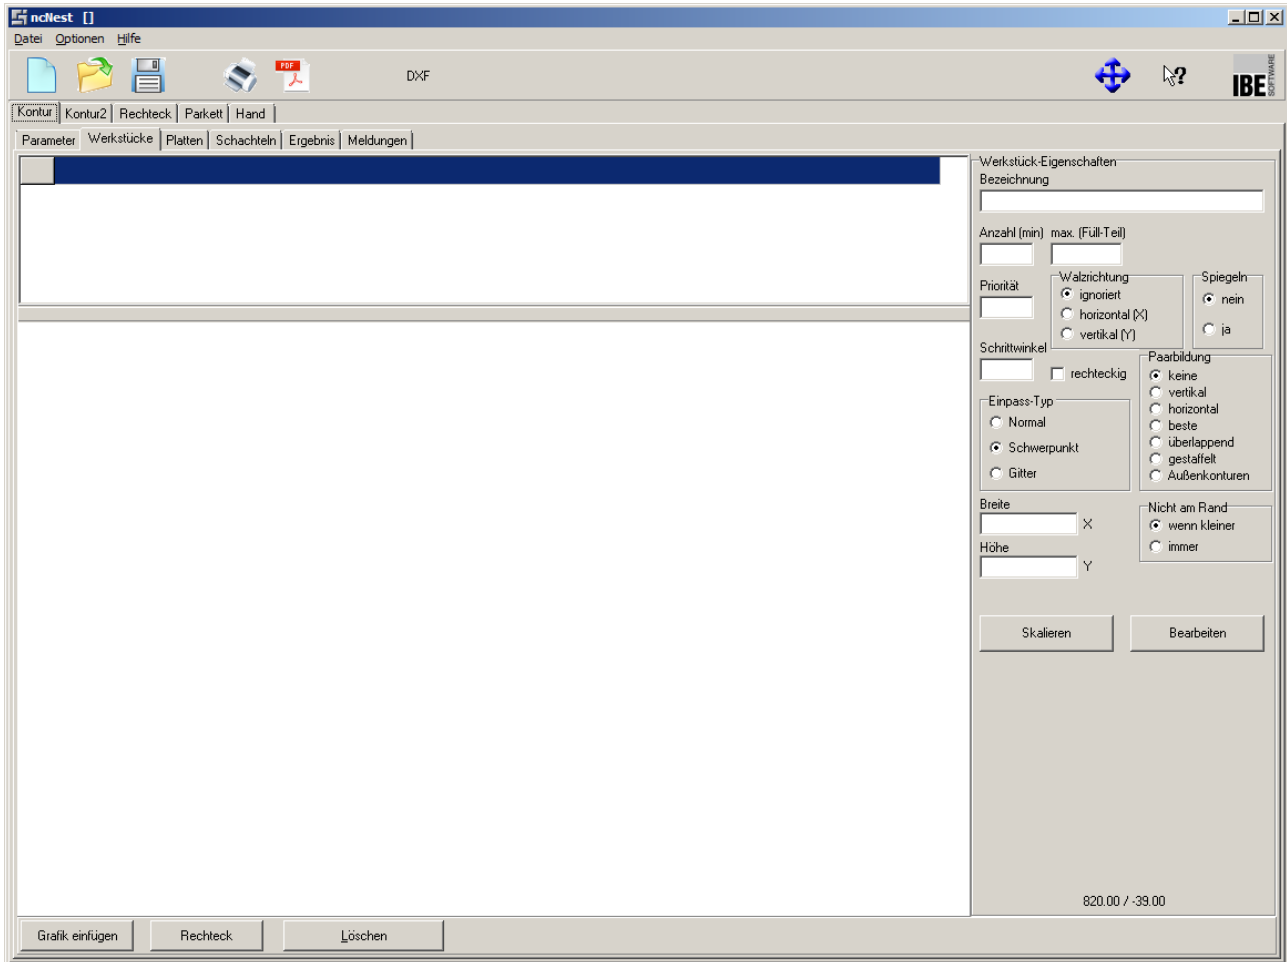 ncNest []
Datei Optionen Hilfe
PDF
DXF
?
IBE SOFTWARE
Kontur Kontur2 Rechteck Parkett Hand
Parameter Werkstücke Platten Schachteln Ergebnis Meldungen
Werkstück-Eigenschaften
Bezeichnung
Anzahl (min) max. (Füll-Teil)
Priorität
Walzrichtung
ignoriert
horizontal (X)
vertikal (Y)
Spiegeln
nein
ja
Schrittwinkel
rechteckig
Paarbildung
keine
vertikal
horizontal
beste
überlappend
gestaffelt
Außenkonturen
Einpass-Typ
Normal
Schwerpunkt
Gitter
Breite
X
Höhe
Y
Nicht am Rand
wenn kleiner
immer
Skalieren Bearbeiten
820.00 / -39.00
Grafik einfügen Rechteck Löschen